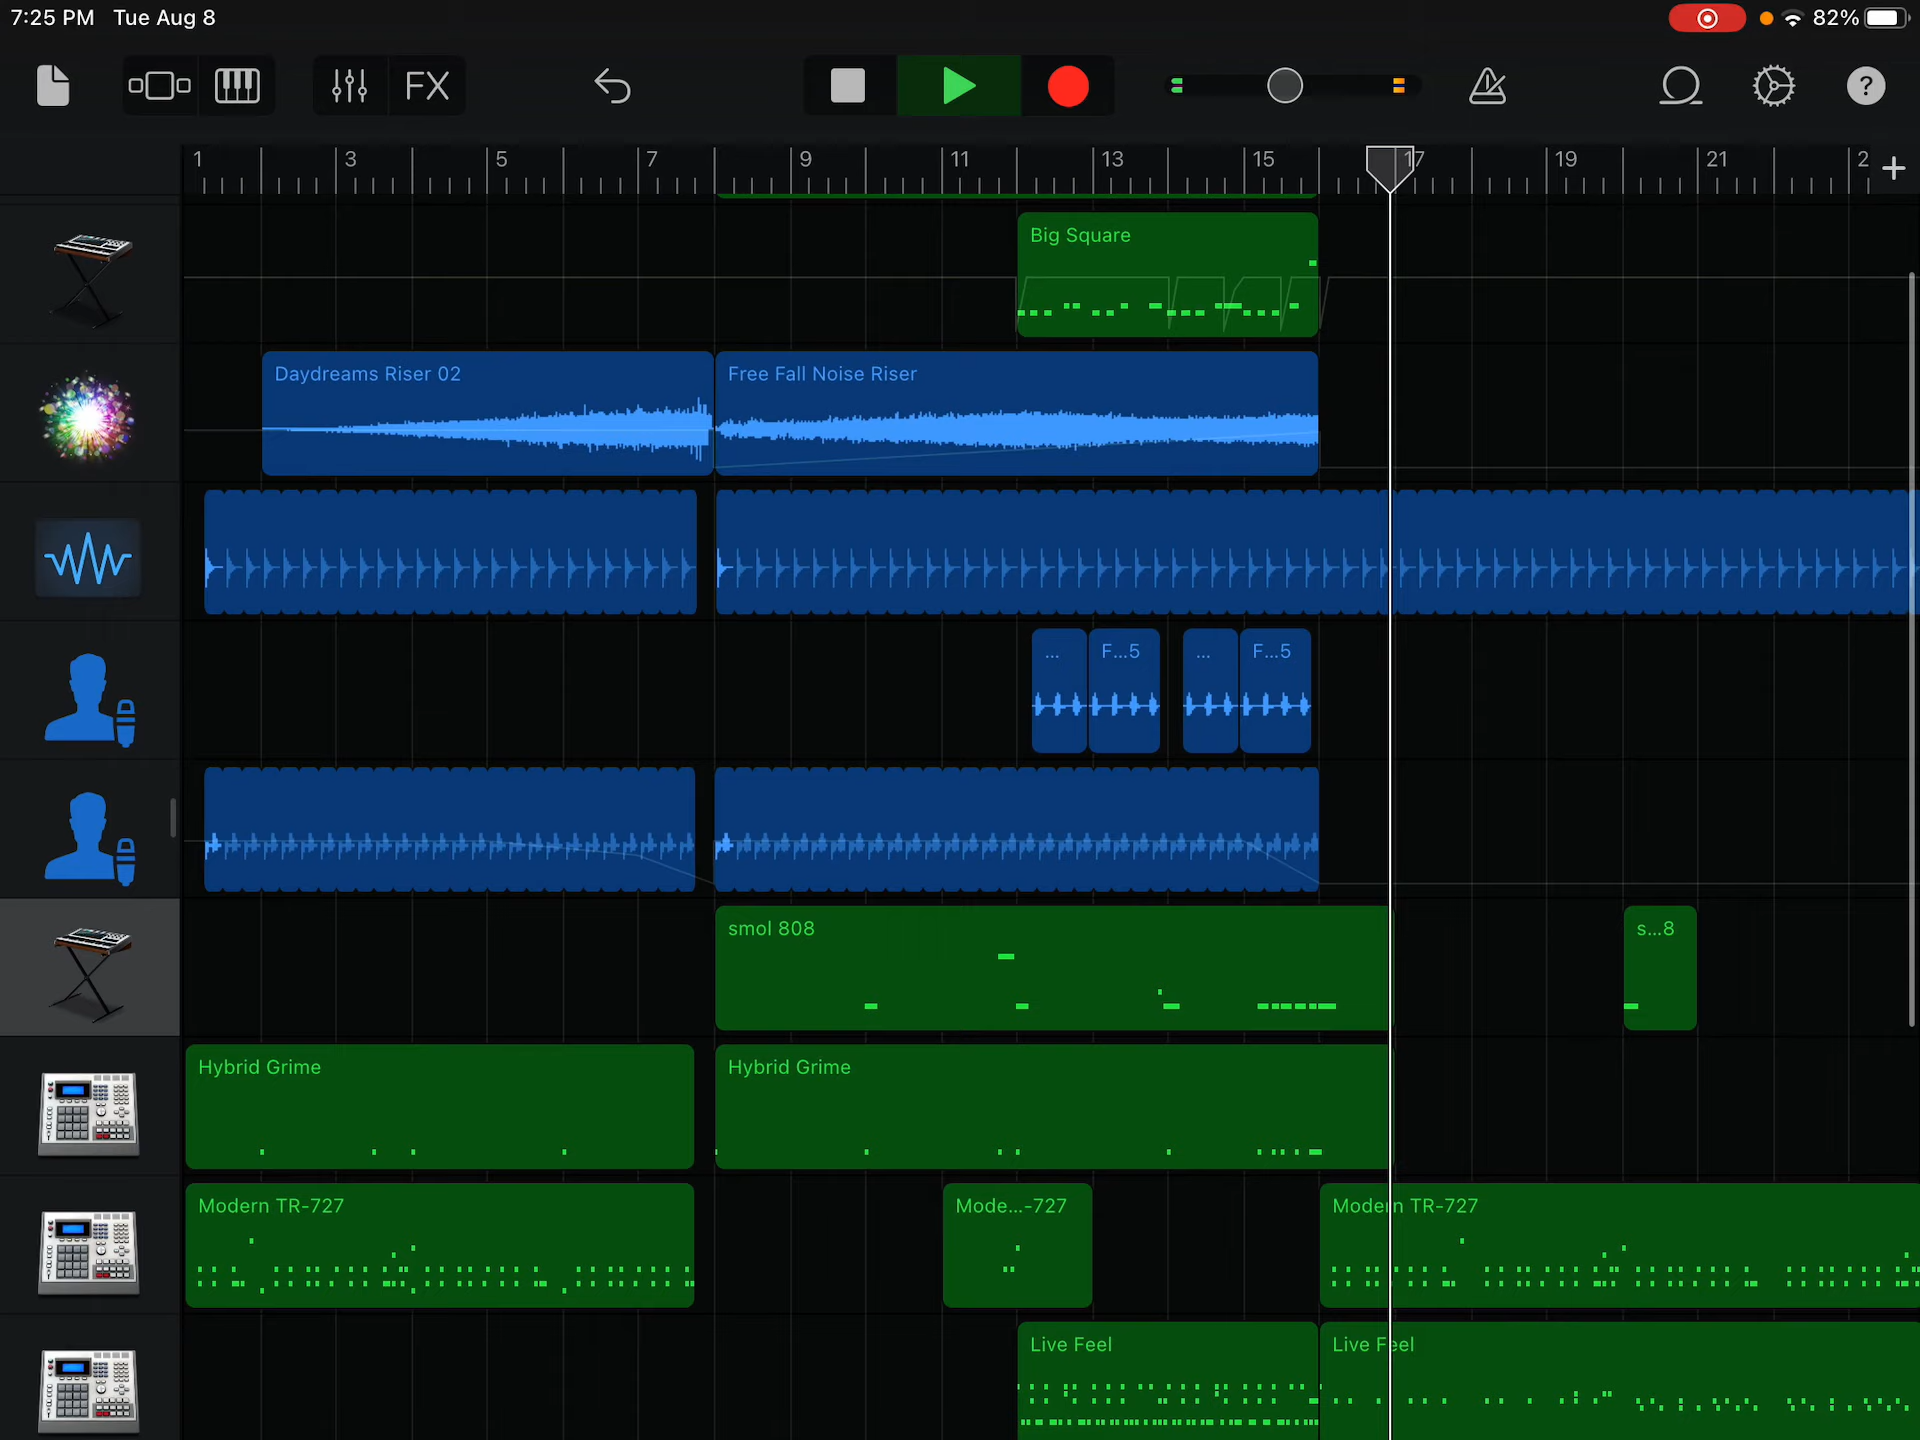 7:25 PM Tue Aug 8
82%
FX
?
1 3 5 7 9 11 13 15 17 19 21 2
+
Big Square
Daydreams Riser 02
Free Fall Noise Riser
... F...5 ... F...5
smol 808
s...8
Hybrid Grime
Hybrid Grime
Modern TR-727
Mode...-727
Modern TR-727
Live Feel
Live Feel